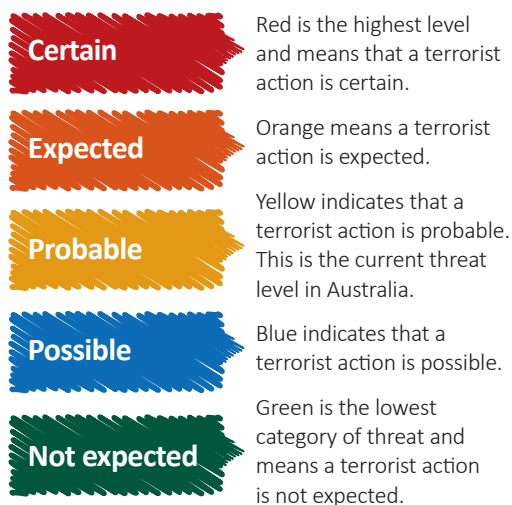 Certain
Red is the highest level
and means that a terrorist
action is certain.
Expected
Orange means a terrorist
action is expected.
Probable
Yellow indicates that a
terrorist action is probable.
This is the current threat
level in Australia.
Possible
Blue indicates that a
terrorist action is possible.
Not expected
Green is the lowest
category of threat and
means a terrorist action
is not expected.